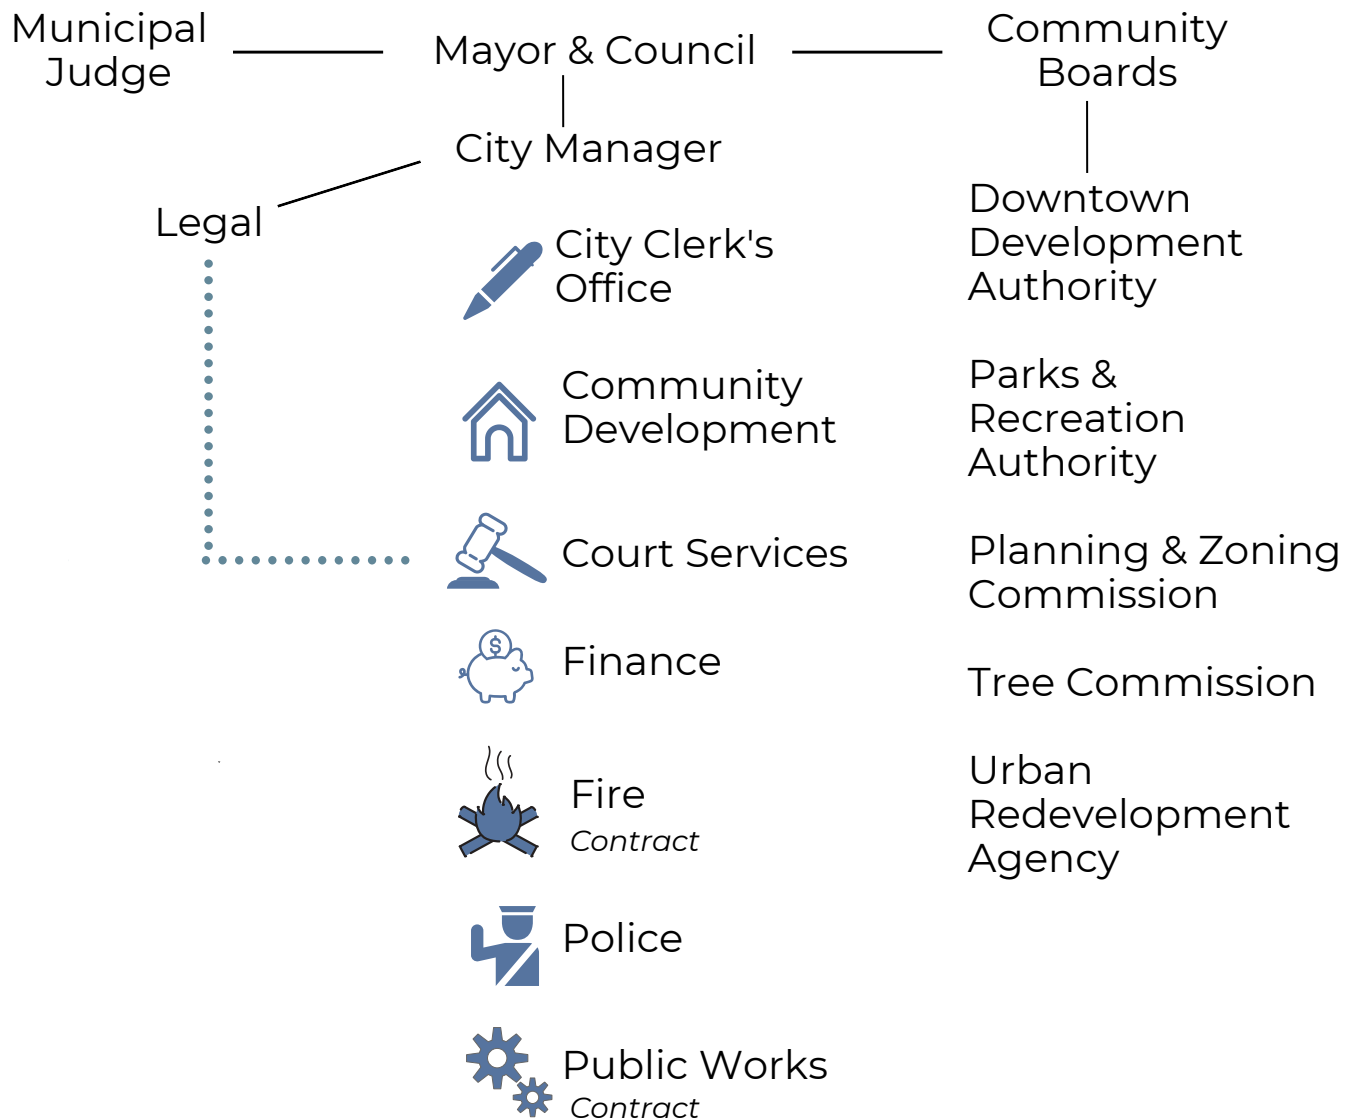 Municipal
Judge
Mayor & Council
Community
Boards
City Manager
Legal
City Clerk's
Office
Community
Development
Court Services
$
Finance
Fire
Contract
Police
Public Works
Contract
Downtown
Development
Authority
Parks &
Recreation
Authority
Planning & Zoning
Commission
Tree Commission
Urban
Redevelopment
Agency